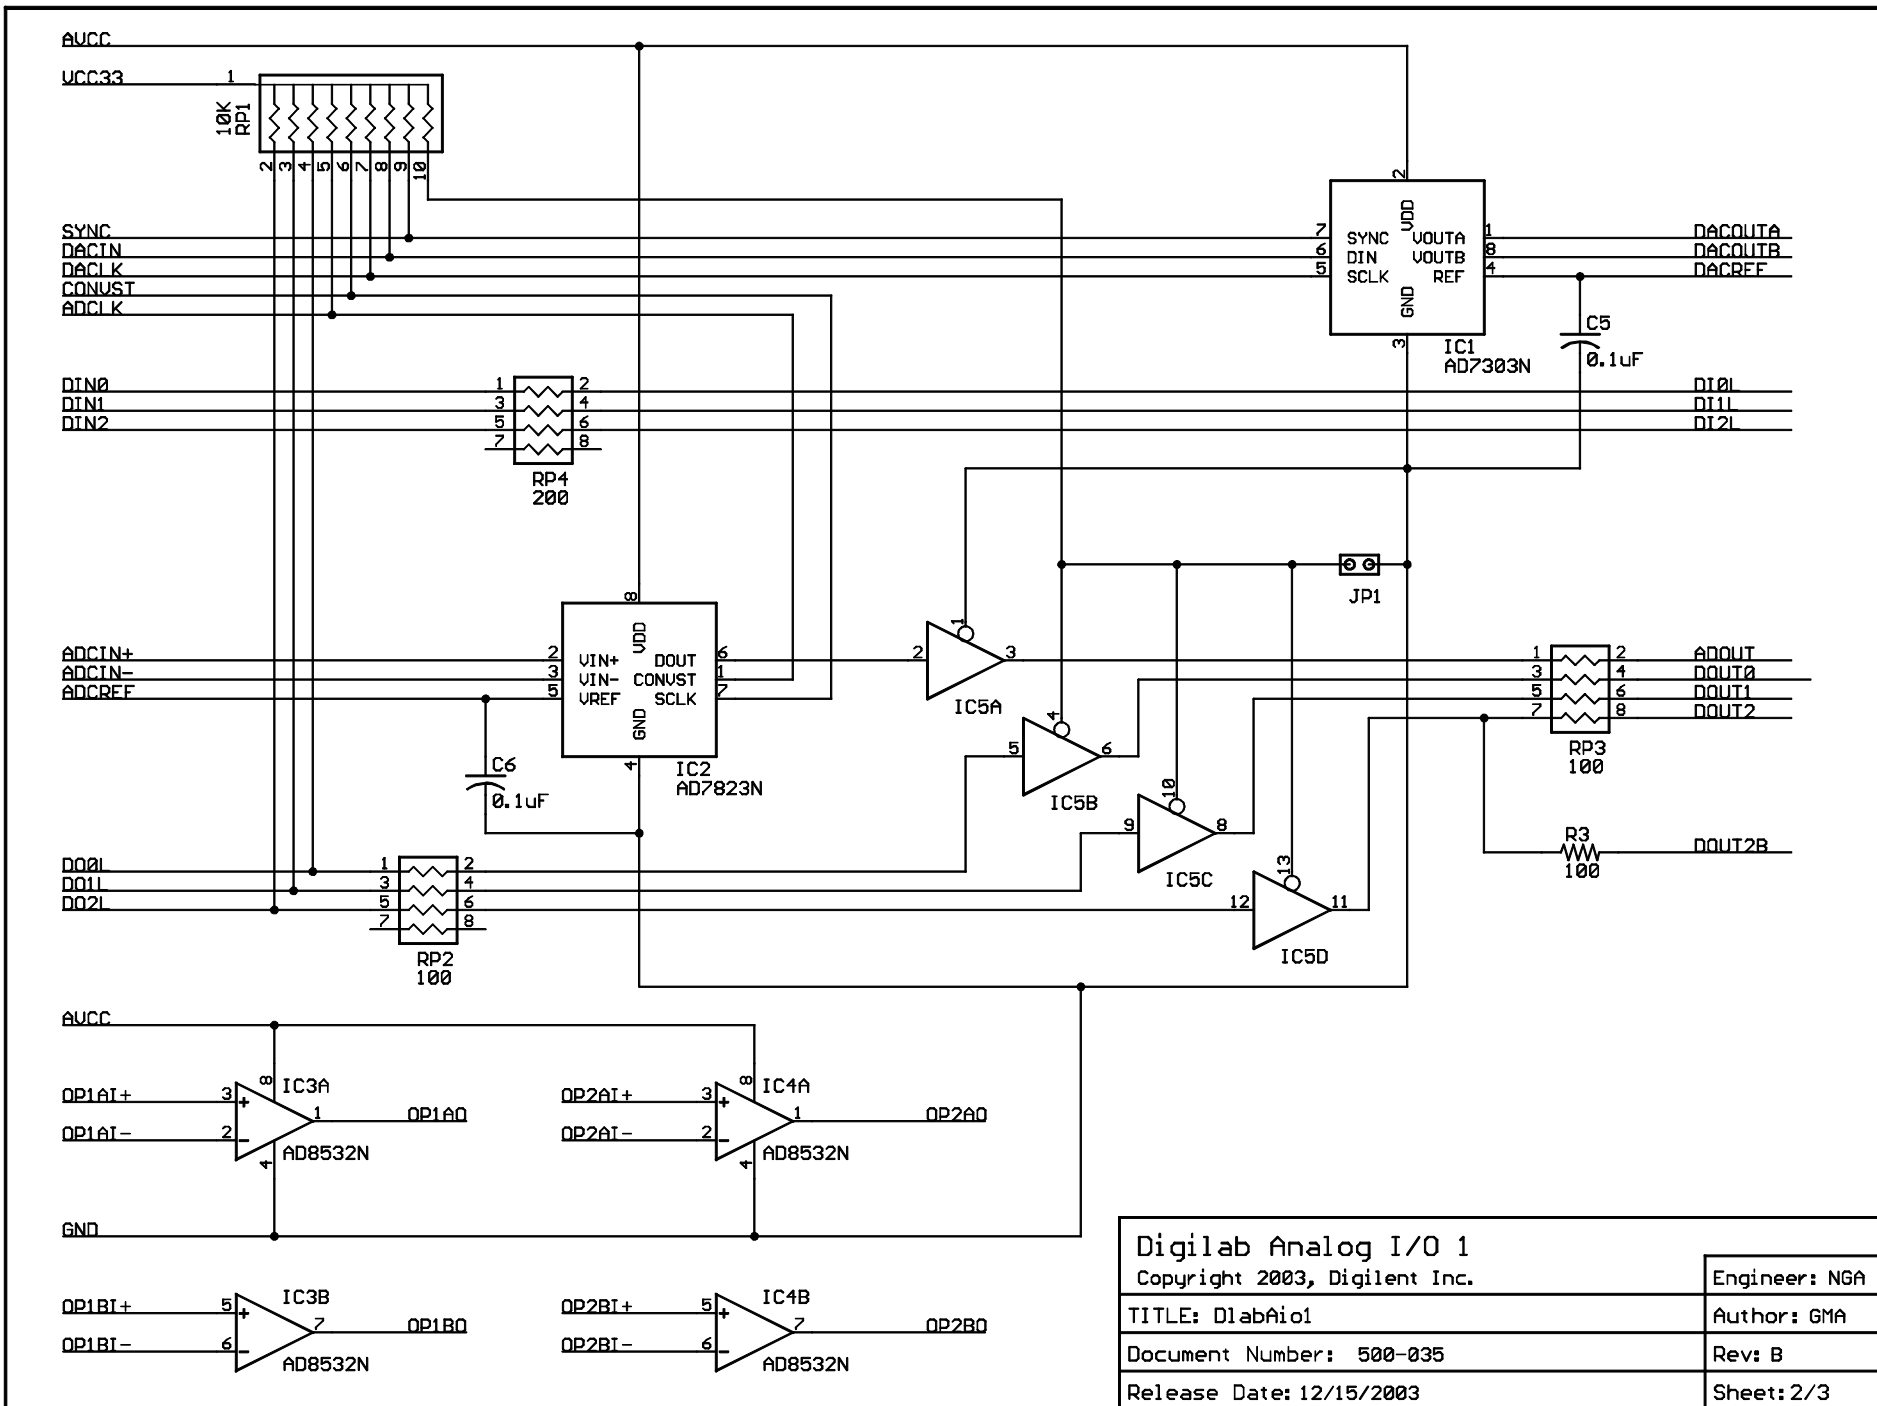 AVCC
VCC33
1
10K
RP1
2 3 4 5 6 7 8 9 10
2
SYNC
DACIN
DACLK
CONVST
ADCLK
7 SYNC VDD VOUTA 1
6 DIN VOUTB 8
5 SCLK REF 4
GND
3
DACOUTA
DACOUTB
DACREF
C5
0.1uF
IC1
AD7303N
DIN0 1 2 DI0L
DIN1 3 4 DI1L
DIN2 5 6 DI2L
7 8
RP4
200
JP1
8
ADCIN+ 2 VIN+ VDD DOUT 6
ADCIN- 3 VIN- CONVST 1
ADCREF 5 VREF SCLK 7
GND
4
IC2
AD7823N
C6
0.1uF
1
2 3
IC5A
4
5 6
IC5B
10
9 8
IC5C
13
12 11
IC5D
1 2 ADOUT
3 4 DOUT0
5 6 DOUT1
7 8 DOUT2
RP3
100
R3
100
DOUT2B
DO0L 1 2
DO1L 3 4
DO2L 5 6
7 8
RP2
100
AVCC
8 IC3A
OP1AI+ 3 +
1 OP1AO
OP1AI- 2 -
4 AD8532N
8 IC4A
OP2AI+ 3 +
1 OP2AO
OP2AI- 2 -
4 AD8532N
GND
IC3B
OP1BI+ 5 +
7 OP1BO
OP1BI- 6 -
AD8532N
IC4B
OP2BI+ 5 +
7 OP2BO
OP2BI- 6 -
AD8532N
Digilab Analog I/O 1
Copyright 2003, Digilent Inc.
Engineer: NGA
TITLE: DlabAio1
Author: GMA
Document Number: 500-035
Rev: B
Release Date: 12/15/2003
Sheet: 2/3